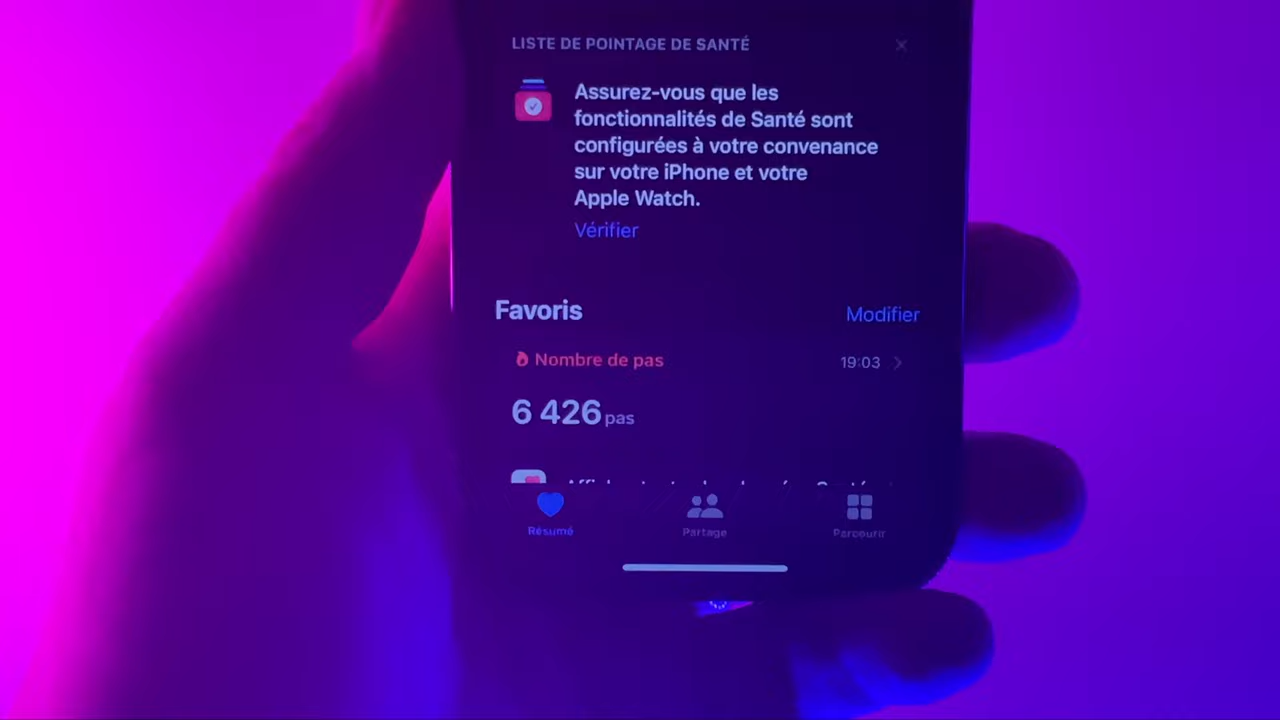 LISTE DE POINTAGE DE SANTÉ
Assurez-vous que les
fonctionnalités de Santé sont
configurées à votre convenance
sur votre iPhone et votre
Apple Watch.
Vérifier
Favoris
Modifier
Nombre de pas
19:03
6 426 pas
Résumé
Partage
Parcourir